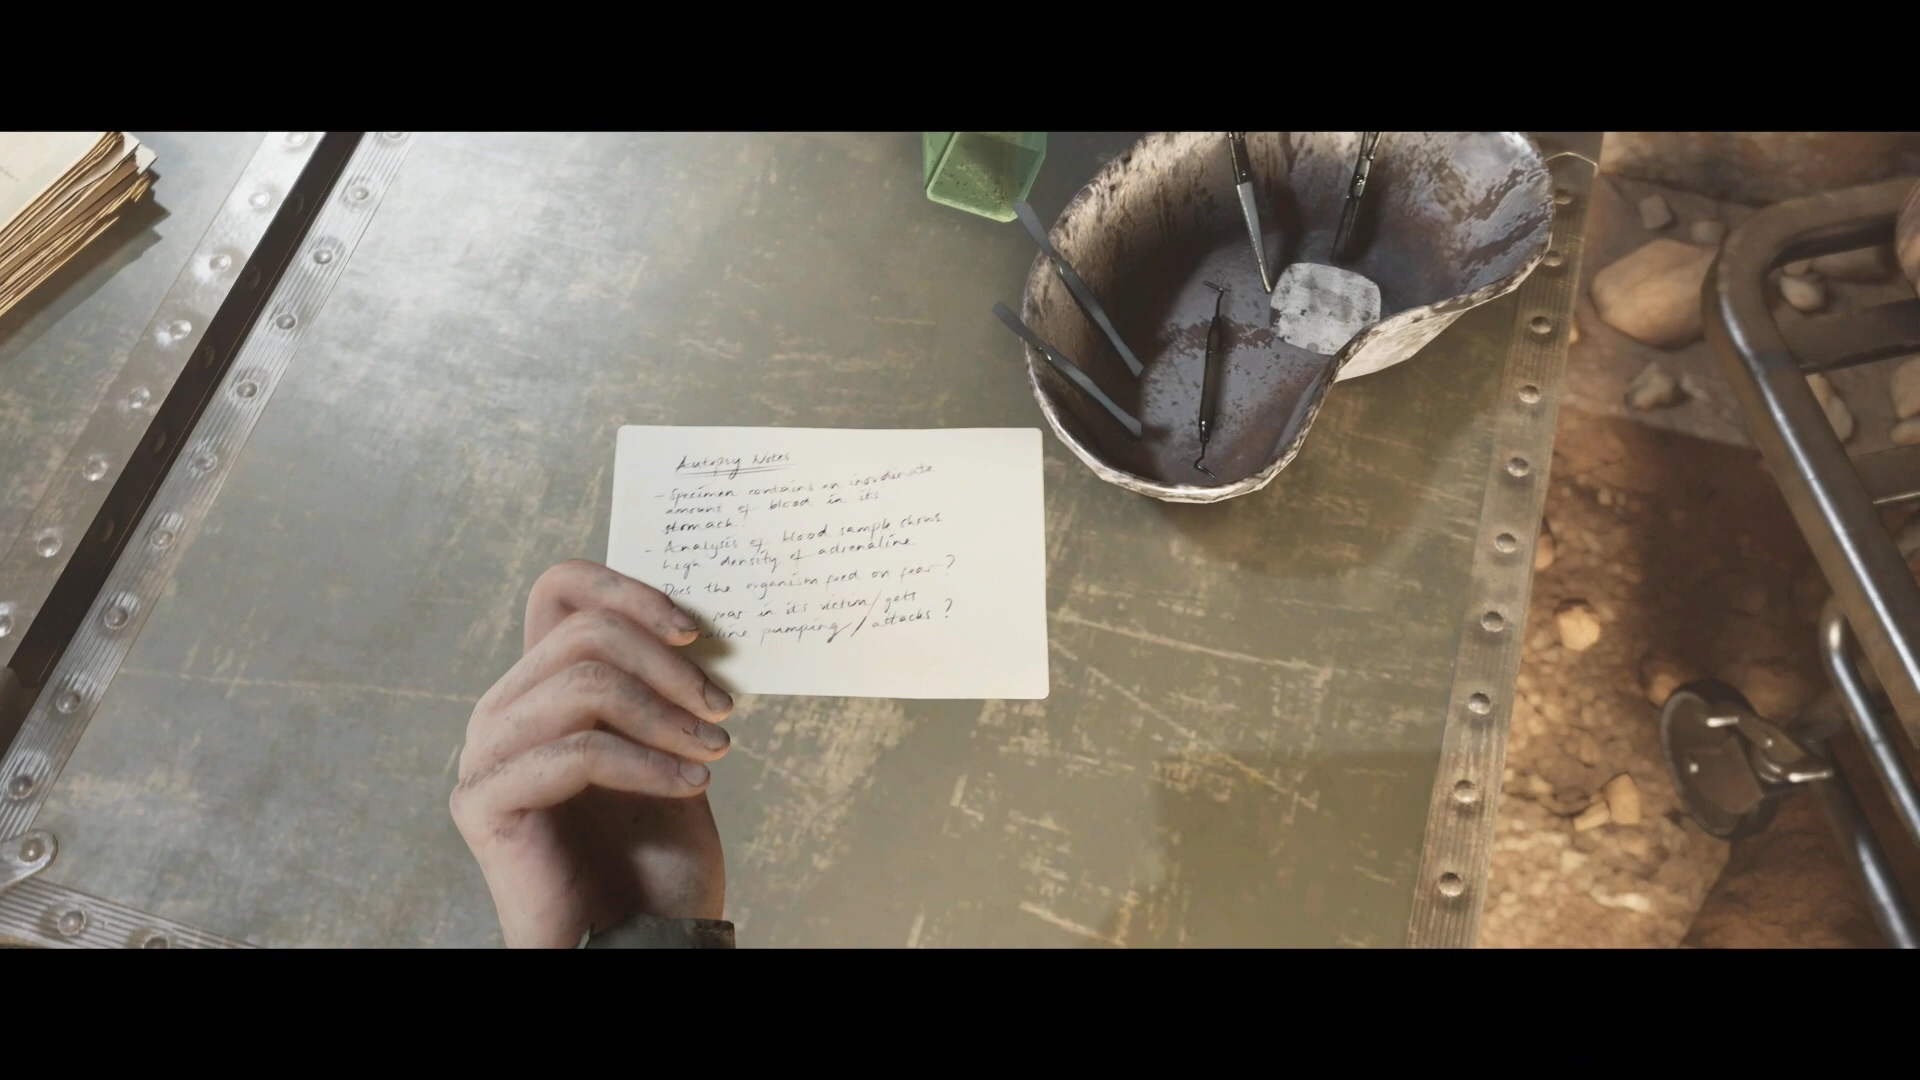 Autopsy Notes
- Specimen contains an inordinate
amount of blood in its
stomach.
- Analysis of blood sample shows
high density of adrenaline
Does the organism feed on fear?
fear in its victim / gets
pumping / attacks?